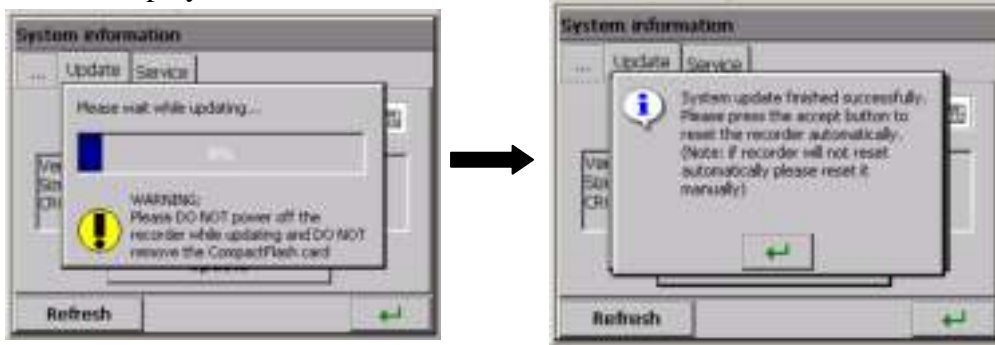 System information
... Update Service
Please wait while updating...
WARNING:
Please DO NOT power off the
recorder while updating and DO NOT
remove the CompactFlash card
Refresh
System information
... Update Service
System update finished successfully.
Please press the accept button to
reset the recorder automatically.
(Note: if recorder will not reset
automatically please reset it
manually)
Refresh